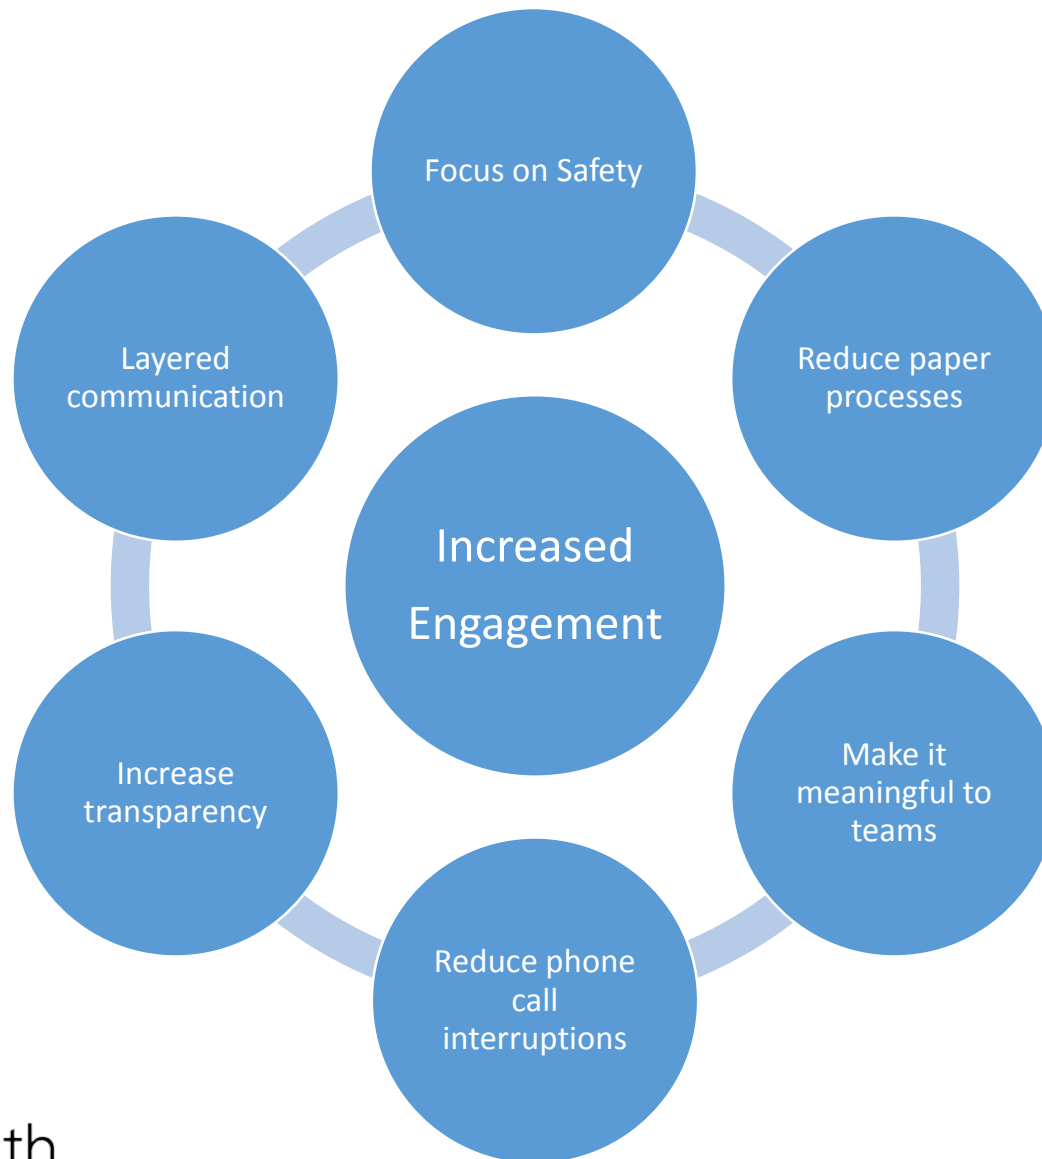 Focus on Safety
Layered
communication
Reduce paper
processes
Increased
Engagement
Increase
transparency
Make it
meaningful to
teams
Reduce phone
call
interruptions